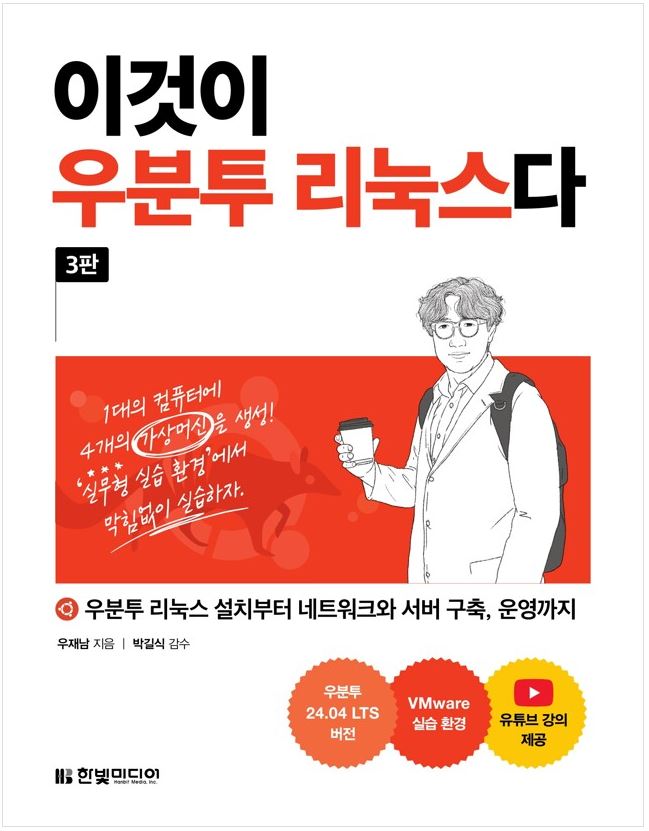 이것이
우분투 리눅스다
3판
1대의 컴퓨터에
4개의 가상머신을 생성!
'실무형 실습 환경'에서
막힘없이 실습하자.
우분투 리눅스 설치부터 네트워크와 서버 구축, 운영까지
우재남 지음 | 박길식 감수
우분투
24.04 LTS
버전
VMware
실습 환경
유튜브 강의
제공
한빛미디어
Hanbit Media, Inc.